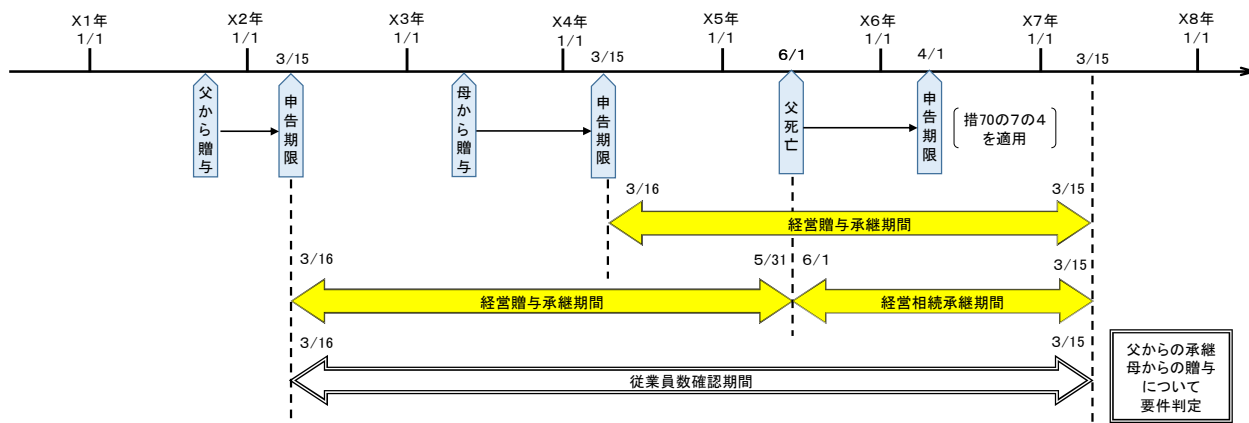 X1年
1/1
X2年
1/1
3/15
X3年
1/1
X4年
1/1
3/15
X5年
1/1
6/1
X6年
1/1
4/1
X7年
1/1
3/15
X8年
1/1
父から贈与
申告期限
母から贈与
申告期限
父死亡
申告期限
措70の7の4
を適用
3/16
3/15
経営贈与承継期間
3/16
5/31
6/1
3/15
経営贈与承継期間
経営相続承継期間
3/16
3/15
従業員数確認期間
父からの承継
母からの贈与
について
要件判定